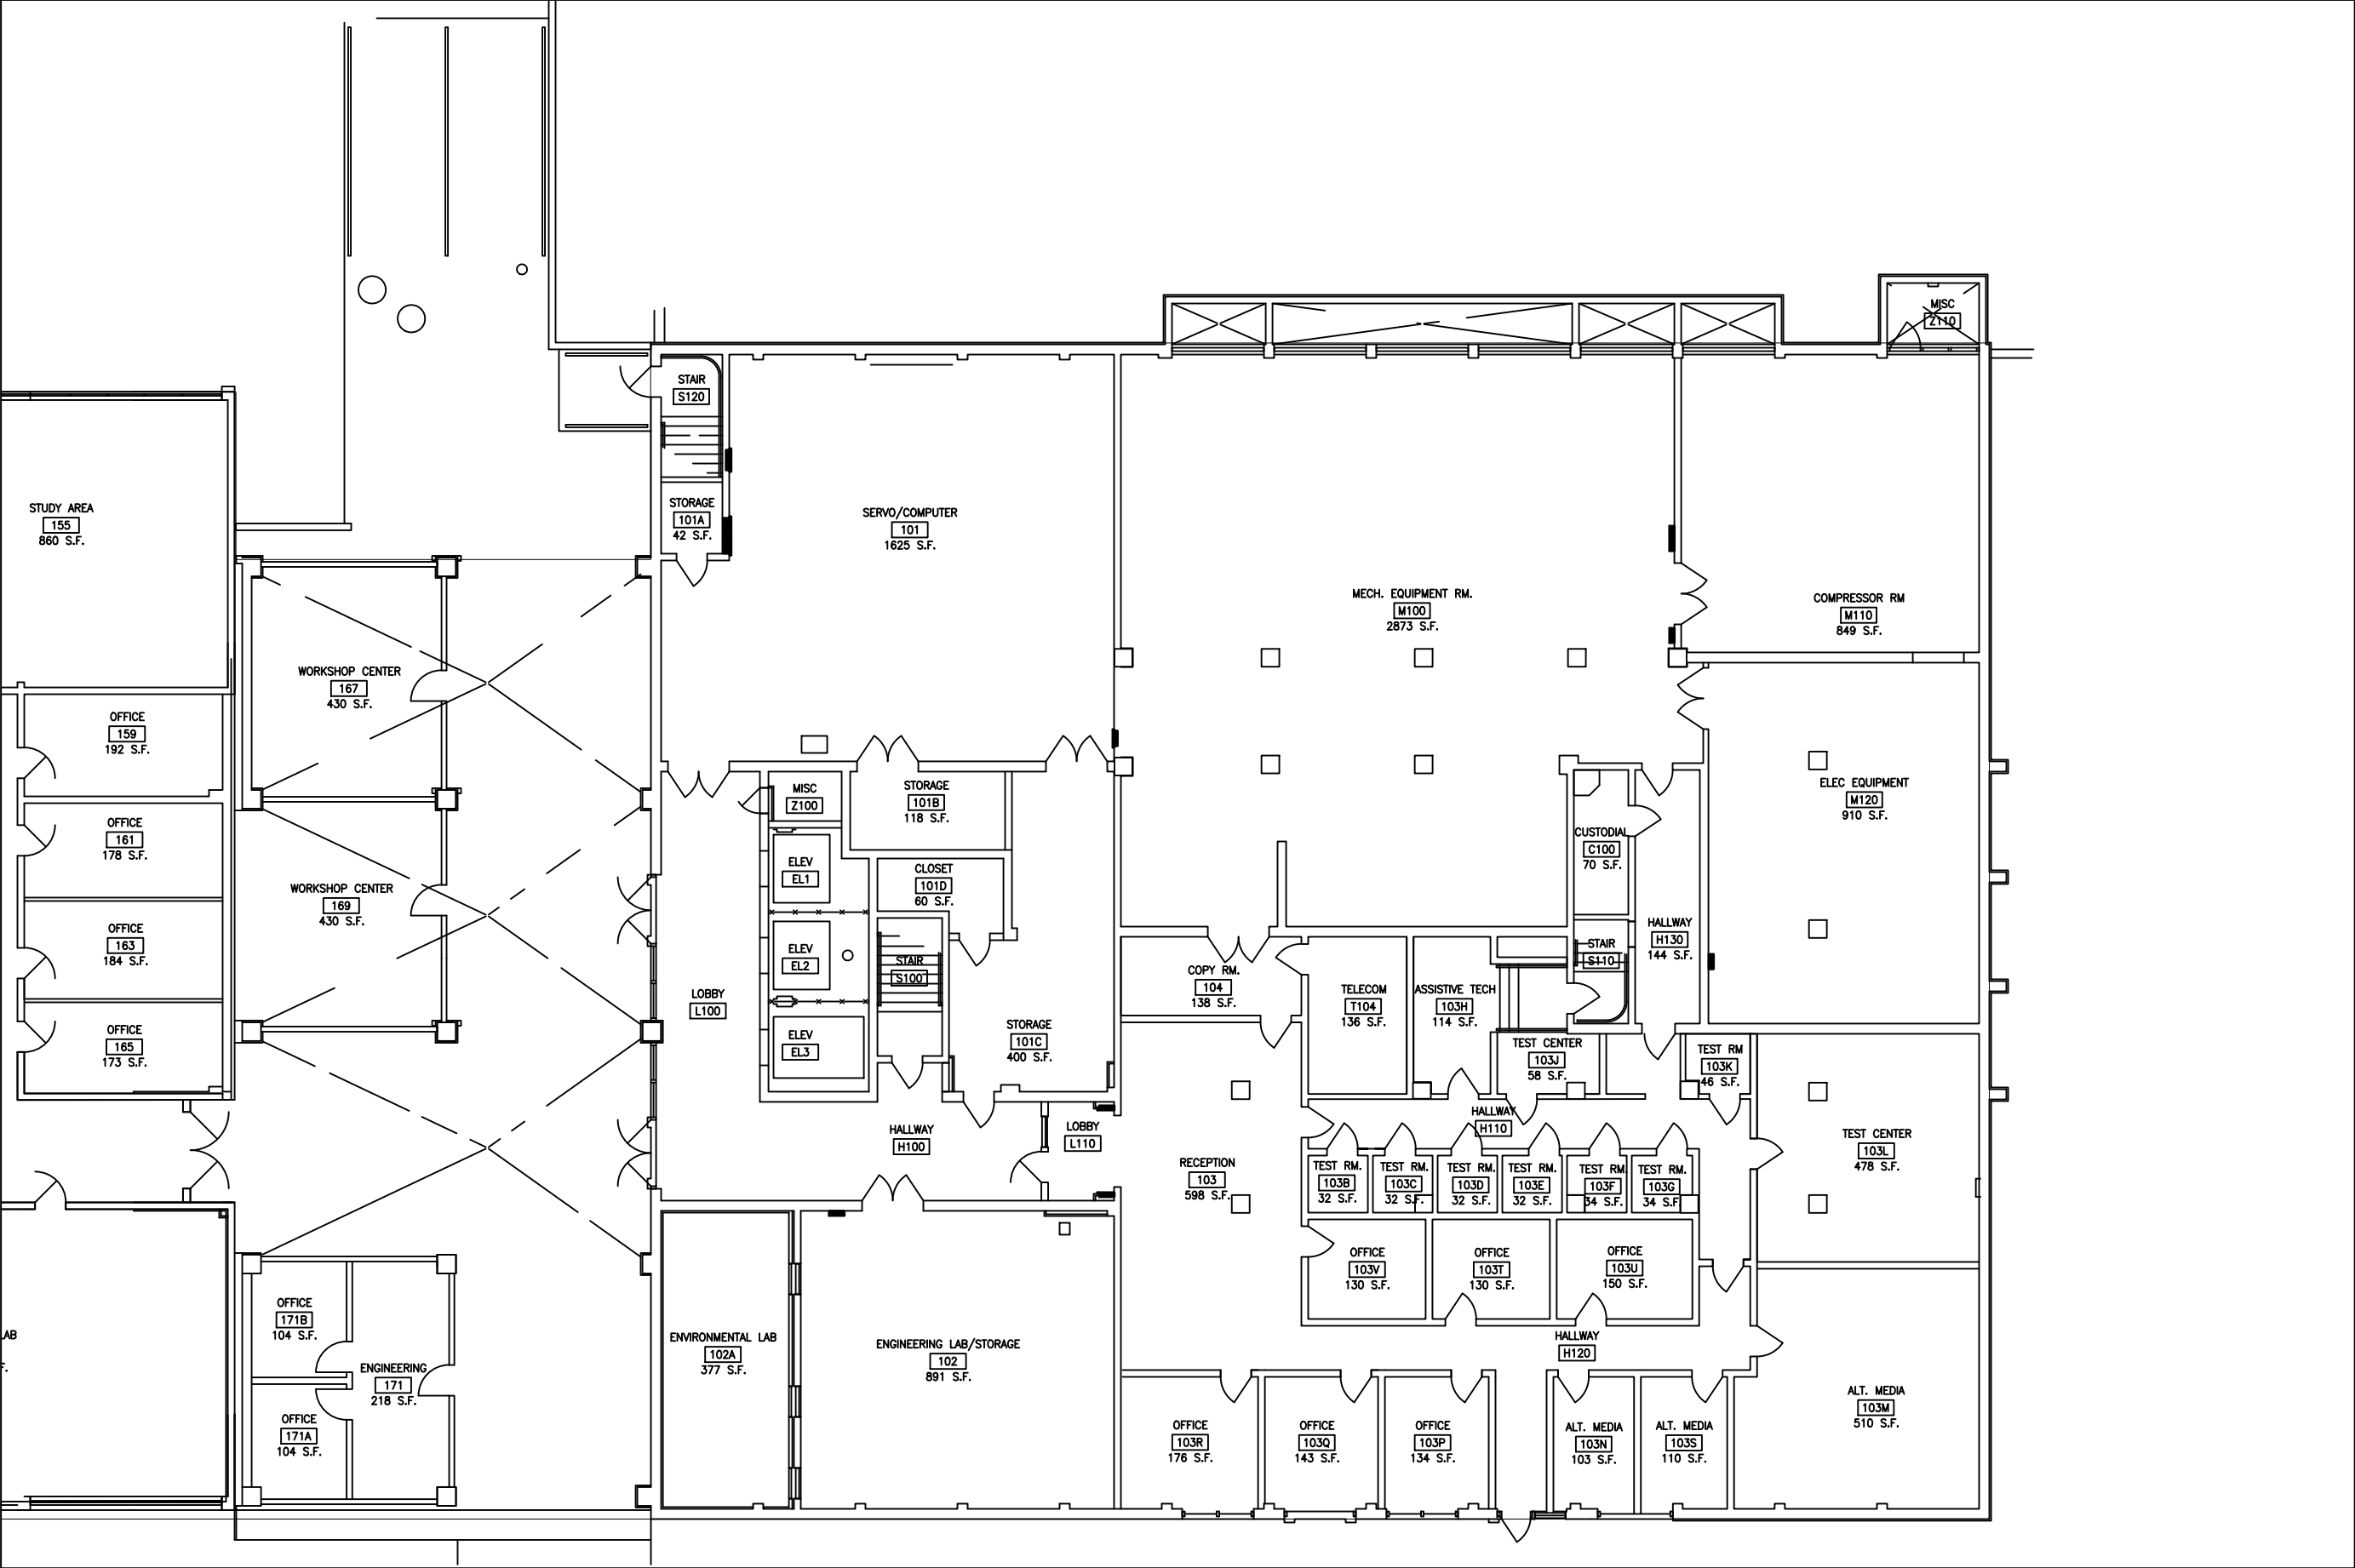 MISC
Z110
STAIR
S120
STORAGE
101A
42 S.F.
STUDY AREA
155
860 S.F.
SERVO/COMPUTER
101
1625 S.F.
MECH. EQUIPMENT RM.
M100
2873 S.F.
COMPRESSOR RM
M110
849 S.F.
WORKSHOP CENTER
167
430 S.F.
OFFICE
159
192 S.F.
OFFICE
161
178 S.F.
WORKSHOP CENTER
169
430 S.F.
OFFICE
163
184 S.F.
OFFICE
165
173 S.F.
MISC
Z100
STORAGE
101B
118 S.F.
ELEV
EL1
CLOSET
101D
60 S.F.
ELEV
EL2
STAIR
S100
LOBBY
L100
ELEV
EL3
STORAGE
101C
400 S.F.
CUSTODIAL
C100
70 S.F.
ELEC EQUIPMENT
M120
910 S.F.
HALLWAY
H130
144 S.F.
STAIR
S110
COPY RM.
104
138 S.F.
TELECOM
T104
136 S.F.
ASSISTIVE TECH
103H
114 S.F.
TEST CENTER
103J
58 S.F.
TEST RM
103K
46 S.F.
HALLWAY
H100
LOBBY
L110
HALLWAY
H110
RECEPTION
103
598 S.F.
TEST RM.
103B
32 S.F.
TEST RM.
103C
32 S.F.
TEST RM.
103D
32 S.F.
TEST RM.
103E
32 S.F.
TEST RM.
103F
34 S.F.
TEST RM.
103G
34 S.F.
TEST CENTER
103L
478 S.F.
OFFICE
103V
130 S.F.
OFFICE
103T
130 S.F.
OFFICE
103U
150 S.F.
HALLWAY
H120
LAB
F.
OFFICE
171B
104 S.F.
ENGINEERING
171
218 S.F.
OFFICE
171A
104 S.F.
ENVIRONMENTAL LAB
102A
377 S.F.
ENGINEERING LAB/STORAGE
102
891 S.F.
OFFICE
103R
176 S.F.
OFFICE
103Q
143 S.F.
OFFICE
103P
134 S.F.
ALT. MEDIA
103N
103 S.F.
ALT. MEDIA
103S
110 S.F.
ALT. MEDIA
103M
510 S.F.